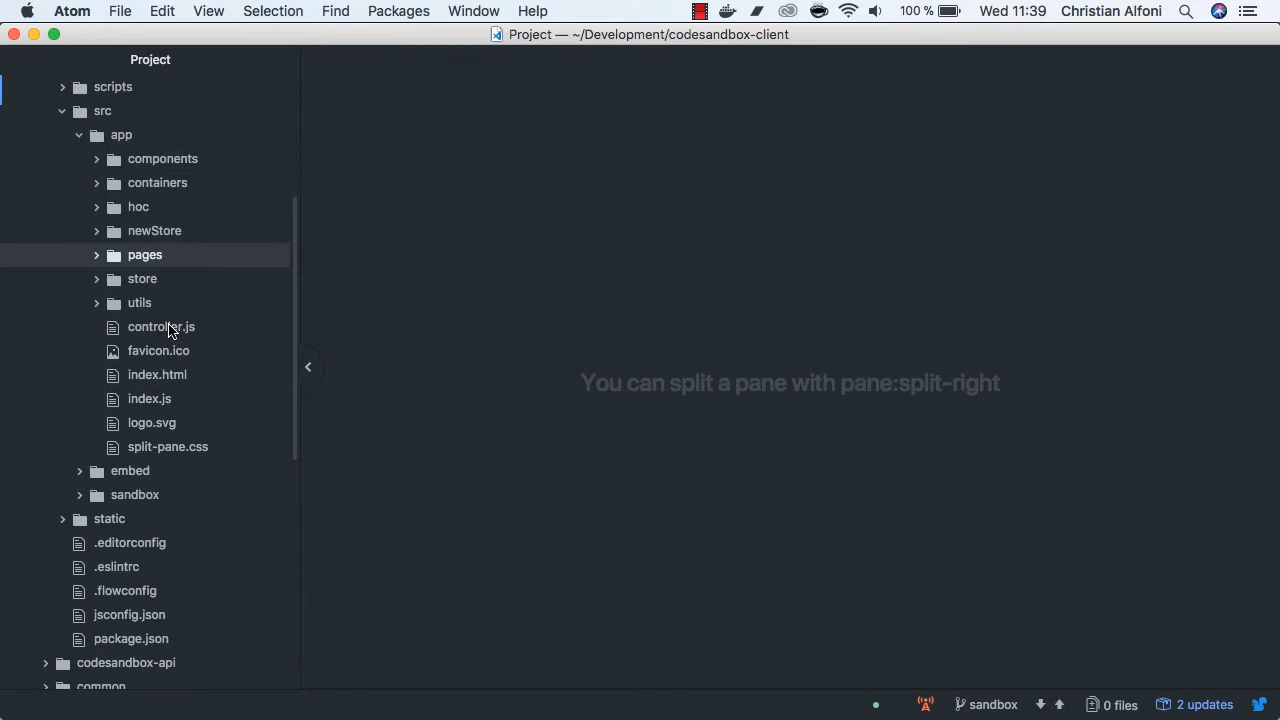 Atom File Edit View Selection Find Packages Window Help 100 % Wed 11:39 Christian Alfoni
Project — ~/Development/codesandbox-client
Project
scripts
src
app
components
containers
hoc
newStore
pages
store
utils
controller.js
favicon.ico
index.html
index.js
logo.svg
split-pane.css
embed
sandbox
static
.editorconfig
.eslintrc
.flowconfig
jsconfig.json
package.json
codesandbox-api
common
You can split a pane with pane:split-right
sandbox 0 files 2 updates